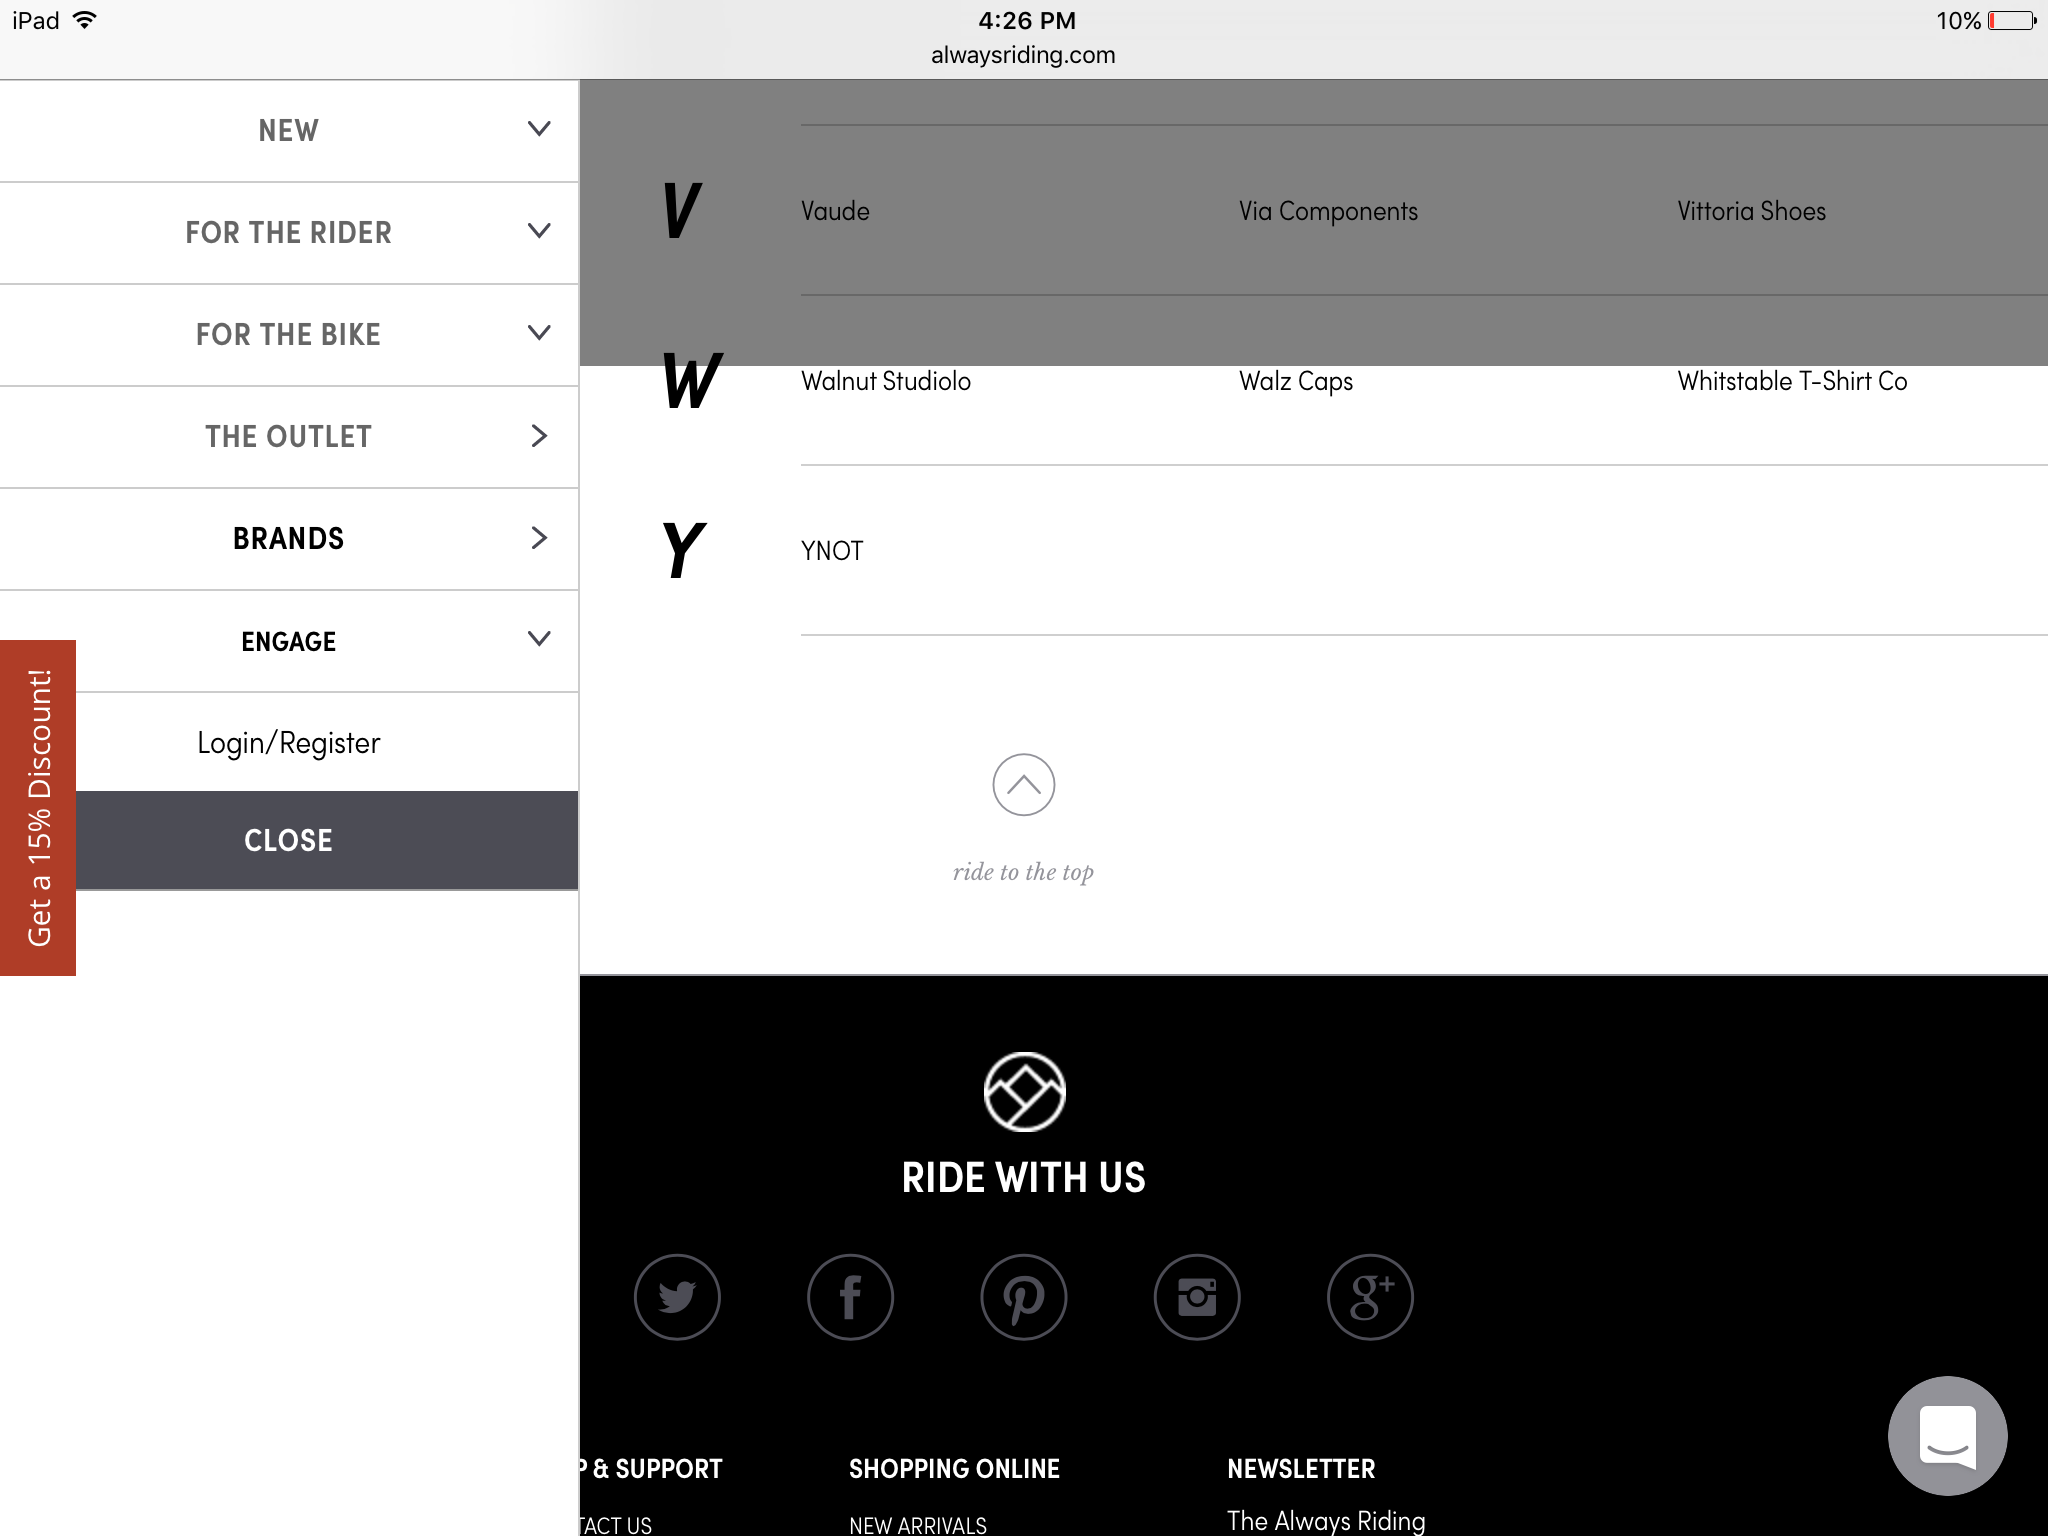 iPad
4:26 PM
10%
alwaysriding.com
NEW
FOR THE RIDER
FOR THE BIKE
THE OUTLET
BRANDS
ENGAGE
Login/Register
CLOSE
Get a 15% Discount!
V
Vaude
Via Components
Vittoria Shoes
W
Walnut Studiolo
Walz Caps
Whitstable T-Shirt Co
Y
YNOT
ride to the top
RIDE WITH US
P & SUPPORT
TACT US
SHOPPING ONLINE
NEW ARRIVALS
NEWSLETTER
The Always Riding